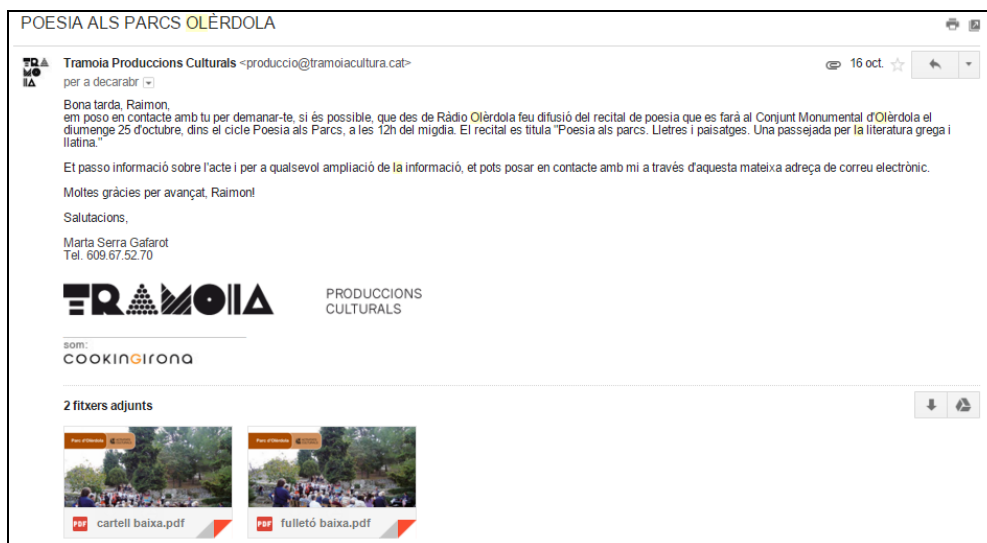 POESIA ALS PARCS OLÈRDOLA
TRAMOIA
Tramoia Produccions Culturals <produccio@tramoiacultura.cat>
16 oct.
per a decarabr
Bona tarda, Raimon,
em poso en contacte amb tu per demanar-te, si és possible, que des de Ràdio Olèrdola feu difusió del recital de poesia que es farà al Conjunt Monumental d'Olèrdola el
diumenge 25 d'octubre, dins el cicle Poesia als Parcs, a les 12h del migdia. El recital es titula "Poesia als parcs. Lletres i paisatges. Una passejada per la literatura grega i
llatina."
Et passo informació sobre l'acte i per a qualsevol ampliació de la informació, et pots posar en contacte amb mi a través d'aquesta mateixa adreça de correu electrònic.
Moltes gràcies per avançat, Raimon!
Salutacions,
Marta Serra Gafarot
Tel. 609.67.52.70
TRAMOIA
PRODUCCIONS
CULTURALS
som:
COOKINGIRONA
2 fitxers adjunts
Parc d'Olèrdola
Parc d'Olèrdola
PDF cartell baixa.pdf
PDF fulletó baixa.pdf